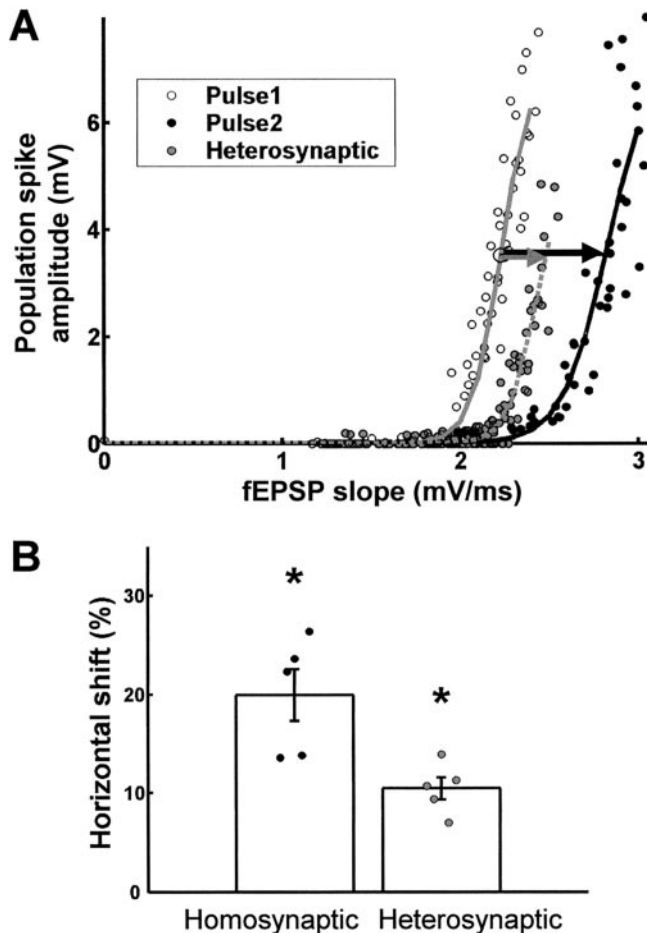 A
Pulse1
Pulse2
Heterosynaptic
Population spike
amplitude (mV)
6
4
2
0
0
1
2
3
fEPSP slope (mV/ms)
B
*
*
Horizontal shift (%)
30
20
10
0
Homosynaptic
Heterosynaptic